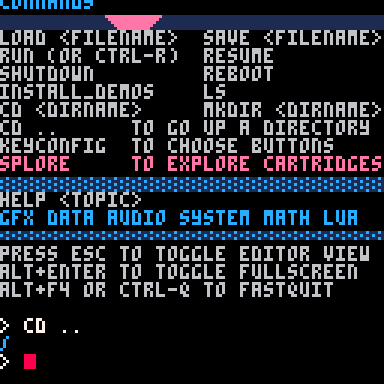 COMMANDS
LOAD <FILENAME>  SAVE <FILENAME>
RUN (OR CTRL-R)  RESUME
SHUTDOWN         REBOOT
INSTALL_DEMOS    LS
CD <DIRNAME>     MKDIR <DIRNAME>
CD ..      TO GO UP A DIRECTORY
KEYCONFIG  TO CHOOSE BUTTONS
SPLORE     TO EXPLORE CARTRIDGES
HELP <TOPIC>
GFX DATA AUDIO SYSTEM MATH LUA
PRESS ESC TO TOGGLE EDITOR VIEW
ALT+ENTER TO TOGGLE FULLSCREEN
ALT+F4 OR CTRL-Q TO FASTQUIT
> CD ..
/
>